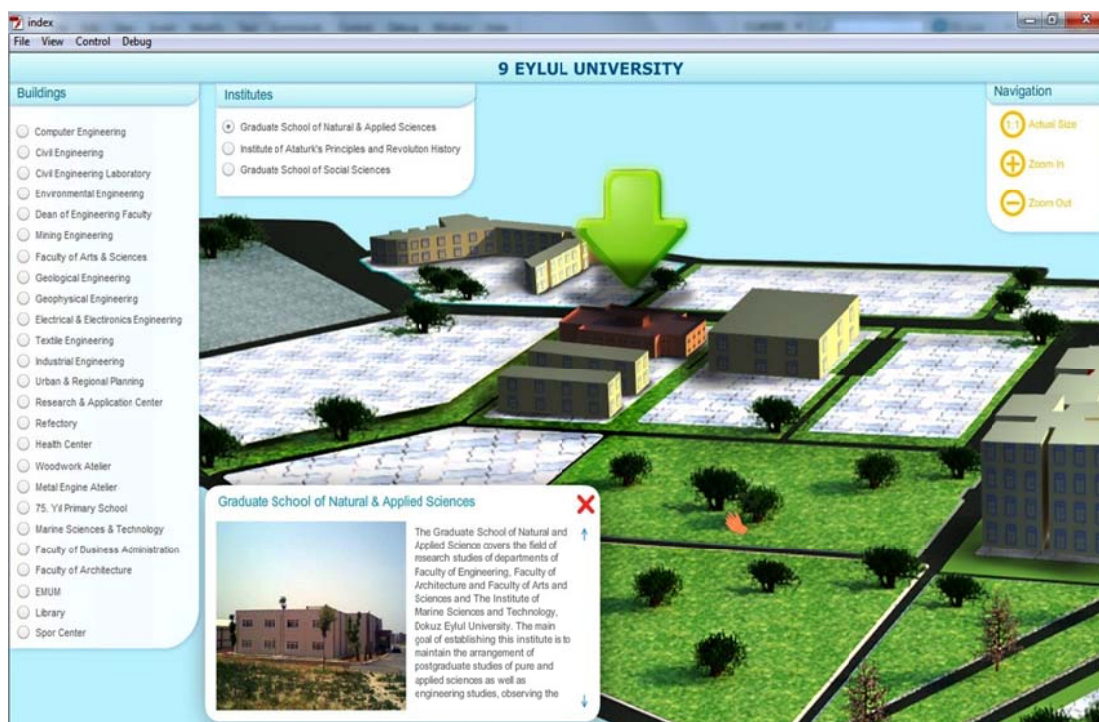 index
File View Control Debug
9 EYLUL UNIVERSITY
Buildings
Computer Engineering
Civil Engineering
Civil Engineering Laboratory
Environmental Engineering
Dean of Engineering Faculty
Mining Engineering
Faculty of Arts & Sciences
Geological Engineering
Geophysical Engineering
Electrical & Electironics Engineering
Textile Engineering
Industrial Engineering
Urban & Regional Planning
Research & Application Center
Refectory
Health Center
Woodwork Atelier
Metal Engine Atelier
75. Yil Primary School
Marine Sciences & Technology
Faculty of Business Administration
Faculty of Architecture
EMUM
Library
Spor Center
Institutes
Graduate School of Natural & Applied Sciences
Institute of Ataturk's Principles and Revolution History
Graduate School of Social Sciences
Navigation
1:1 Actual Size
Zoom In
Zoom Out
Graduate School of Natural & Applied Sciences
The Graduate School of Natural and
Applied Science covers the field of
research studies of departments of
Faculty of Engineering, Faculty of
Architecture and Faculty of Arts and
Sciences and The Institute of
Marine Sciences and Technology,
Dokuz Eylul University. The main
goal of establishing this institute is to
maintain the arrangement of
postgraduate studies of pure and
applied sciences as well as
engineering studies, observing the